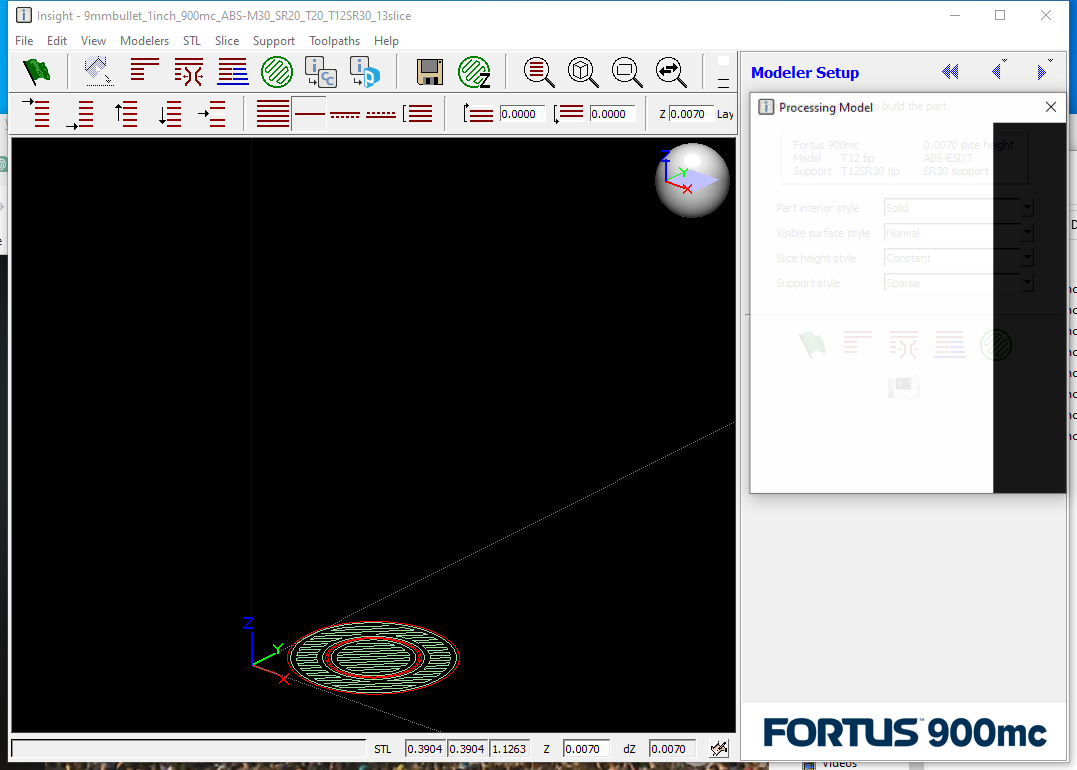 Insight - 9mmbullet_1inch_900mc_ABS-M30_SR20_T20_T12SR30_13slice
File Edit View Modelers STL Slice Support Toolpaths Help
Modeler Setup
0.0000 0.0000 Z 0.0070 Lay
Processing Model to build the part.
Fortus 900mc 0.0070 slice height
Model T12 tip ABS-ESD7
Support T12SR30 tip SR30 support
Part interior style Solid
Visible surface style Normal
Slice height style Constant
Support style Sparse
Z
Y
X
Z
Y
X
STL 0.3904 0.3904 1.1263 Z 0.0070 dZ 0.0070
FORTUS™ 900mc
Videos